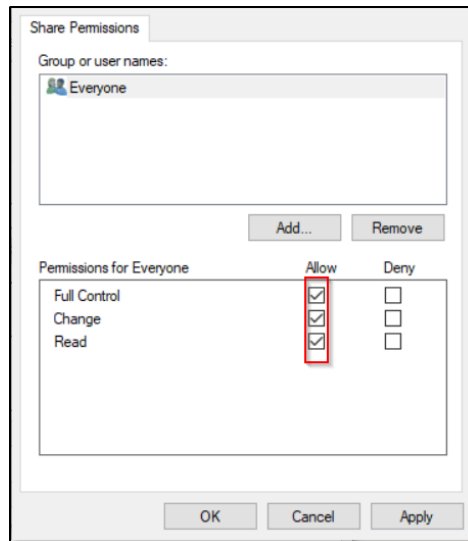 Share Permissions
Group or user names:
Everyone
Add... Remove
Permissions for Everyone Allow Deny
Full Control
Change
Read
OK Cancel Apply